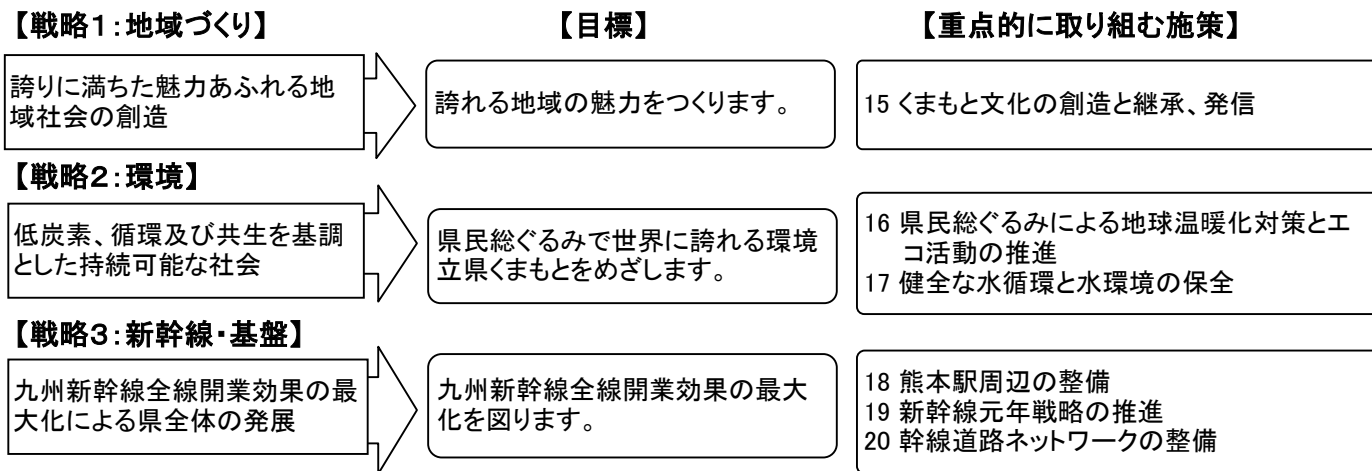 【戦略１：地域づくり】
【目標】
【重点的に取り組む施策】
誇りに満ちた魅力あふれる地
域社会の創造
誇れる地域の魅力をつくります。
15 くまもと文化の創造と継承、発信
【戦略２：環境】
低炭素、循環及び共生を基調
とした持続可能な社会
県民総ぐるみで世界に誇れる環境
立県くまもとをめざします。
16 県民総ぐるみによる地球温暖化対策とエ
コ活動の推進
17 健全な水循環と水環境の保全
【戦略３：新幹線・基盤】
九州新幹線全線開業効果の最
大化による県全体の発展
九州新幹線全線開業効果の最大
化を図ります。
18 熊本駅周辺の整備
19 新幹線元年戦略の推進
20 幹線道路ネットワークの整備